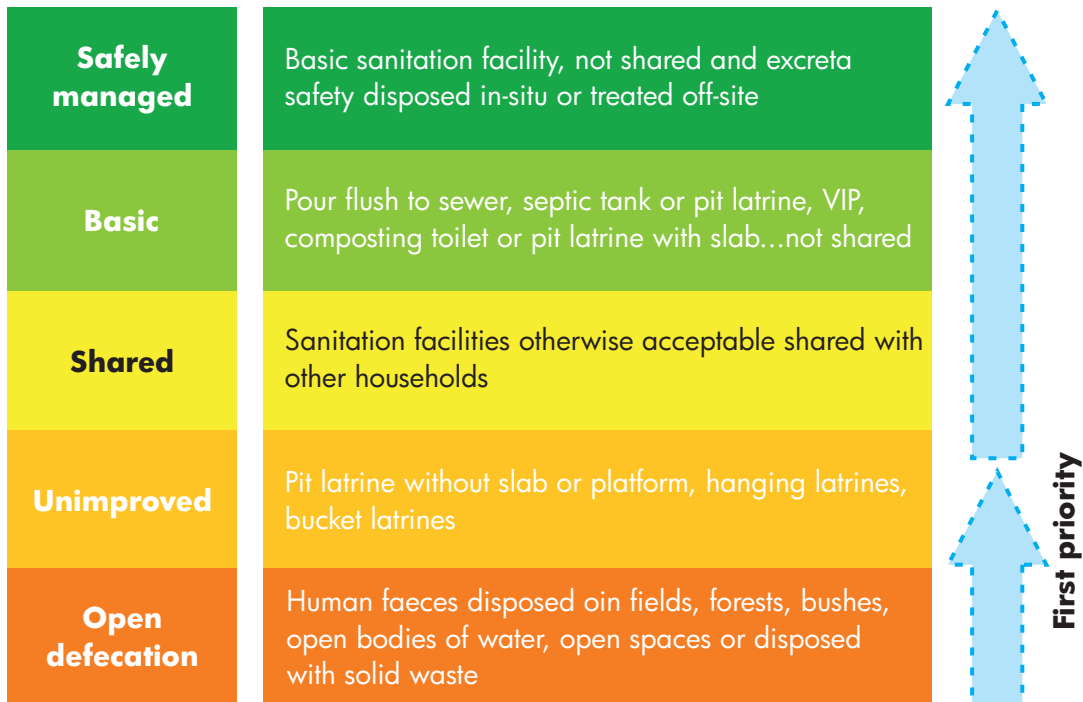 Safely
managed
Basic sanitation facility, not shared and excreta
safety disposed in-situ or treated off-site
Basic
Pour flush to sewer, septic tank or pit latrine, VIP,
composting toilet or pit latrine with slab...not shared
Shared
Sanitation facilities otherwise acceptable shared with
other households
Unimproved
Pit latrine without slab or platform, hanging latrines,
bucket latrines
Open
defecation
Human faeces disposed oin fields, forests, bushes,
open bodies of water, open spaces or disposed
with solid waste
First priority